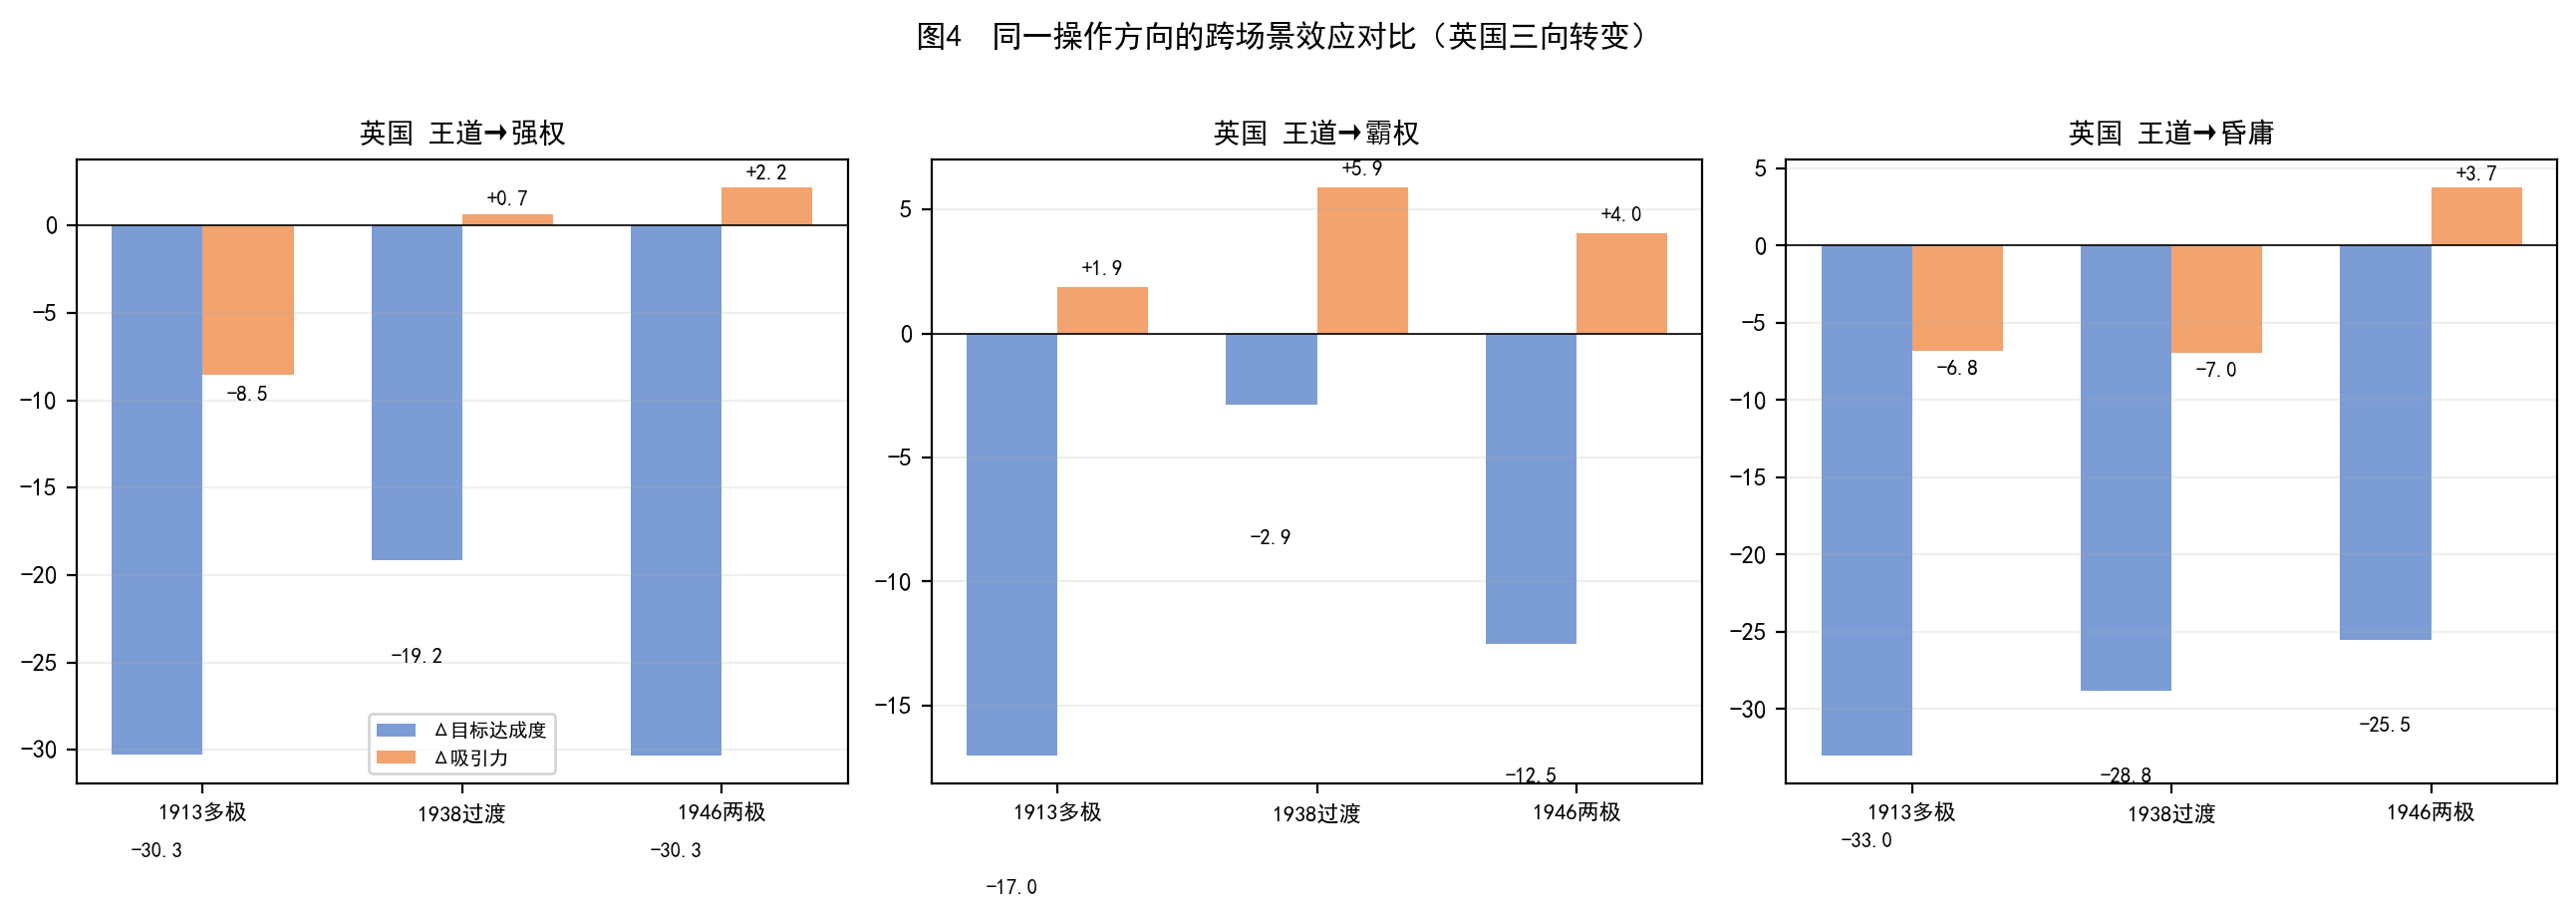 图4 同一操作方向的跨场景效应对比（英国三向转变）
英国 王道→强权
+2.2
+0.7
0
−5
−8.5
−10
−15
−20
−19.2
−25
△目标达成度
△吸引力
−30
1913多极
1938过渡
1946两极
−30.3
−30.3
英国 王道→霸权
+5.9
5
+4.0
+1.9
0
−5
−2.9
−10
−15
−12.5
1913多极
1938过渡
1946两极
−17.0
英国 王道→昏庸
5
+3.7
0
−5
−6.8
−7.0
−10
−15
−20
−25
−30
−25.5
−28.8
1913多极
1938过渡
1946两极
−33.0